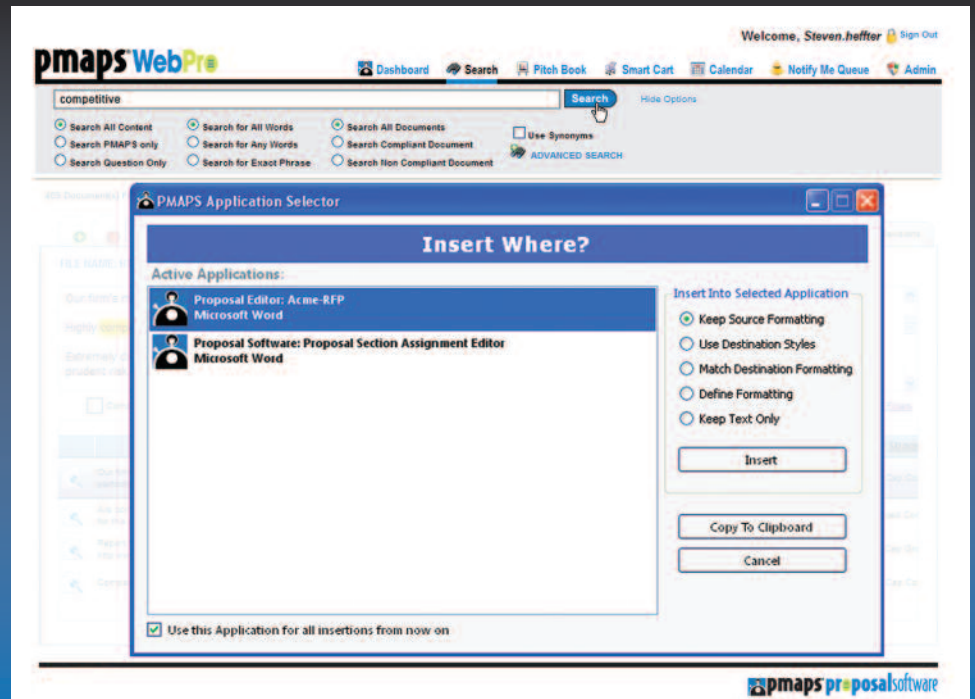 Welcome, Steven.heffter Sign Out
pmaps WebPro
Dashboard Search Pitch Book Smart Cart Calendar Notify Me Queue Admin
competitive Search Hide Options
Search All Content Search for All Words Search All Documents Use Synonyms
Search PMAPS only Search for Any Words Search Compliant Document
Search Question Only Search for Exact Phrase Search Non Compliant Document ADVANCED SEARCH
PMAPS Application Selector
Insert Where?
Active Applications:
Proposal Editor: Acme-RFP
Microsoft Word
Proposal Software: Proposal Section Assignment Editor
Microsoft Word
Insert Into Selected Application
Keep Source Formatting
Use Destination Styles
Match Destination Formatting
Define Formatting
Keep Text Only
Insert
Copy To Clipboard
Cancel
Use this Application for all insertions from now on
pmaps proposalsoftware